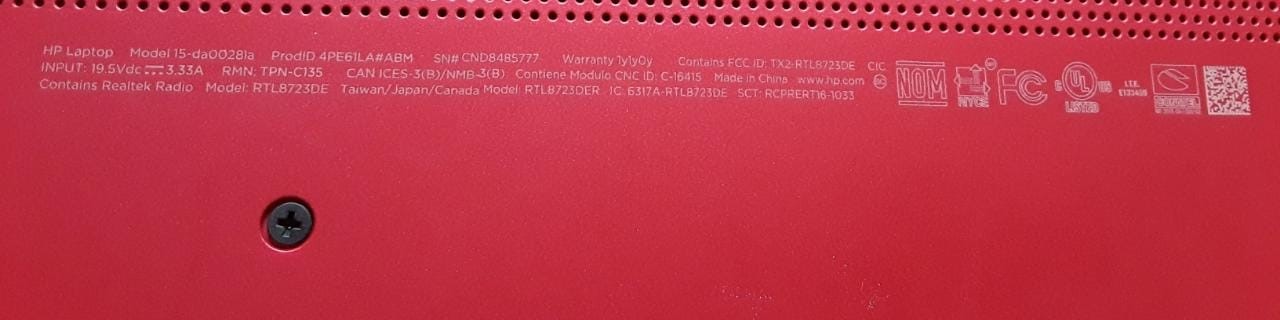 HP Laptop Model 15-da0028la ProdID 4PE61LA#ABM SN# CND8485777 Warranty 1y1y0y Contains FCC ID: TX2-RTL8723DE CIC
INPUT: 19.5Vdc 3.33A RMN: TPN-C135 CAN ICES-3(B)/NMB-3(B) Contiene Modulo CNC ID: C-16415 Made in China www.hp.com
Contains Realtek Radio Model: RTL8723DE Taiwan/Japan/Canada Model: RTL8723DER IC: 6317A-RTL8723DE SCT: RCPRERT16-1033
NOM
NYCE
FC
C UL US
LISTED
I.T.E.
E133459